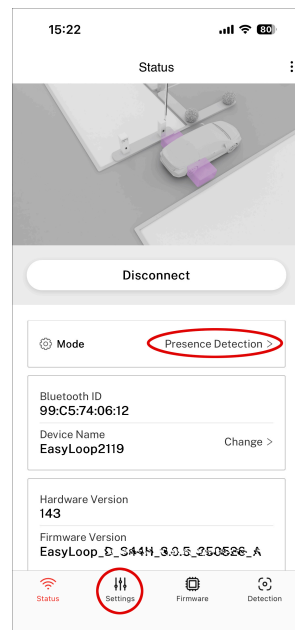 15:22
80
Status
Disconnect
Mode
Presence Detection >
Bluetooth ID
99:C5:74:06:12
Device Name
EasyLoop2119
Change >
Hardware Version
143
Firmware Version
Status
Settings
Firmware
Detection